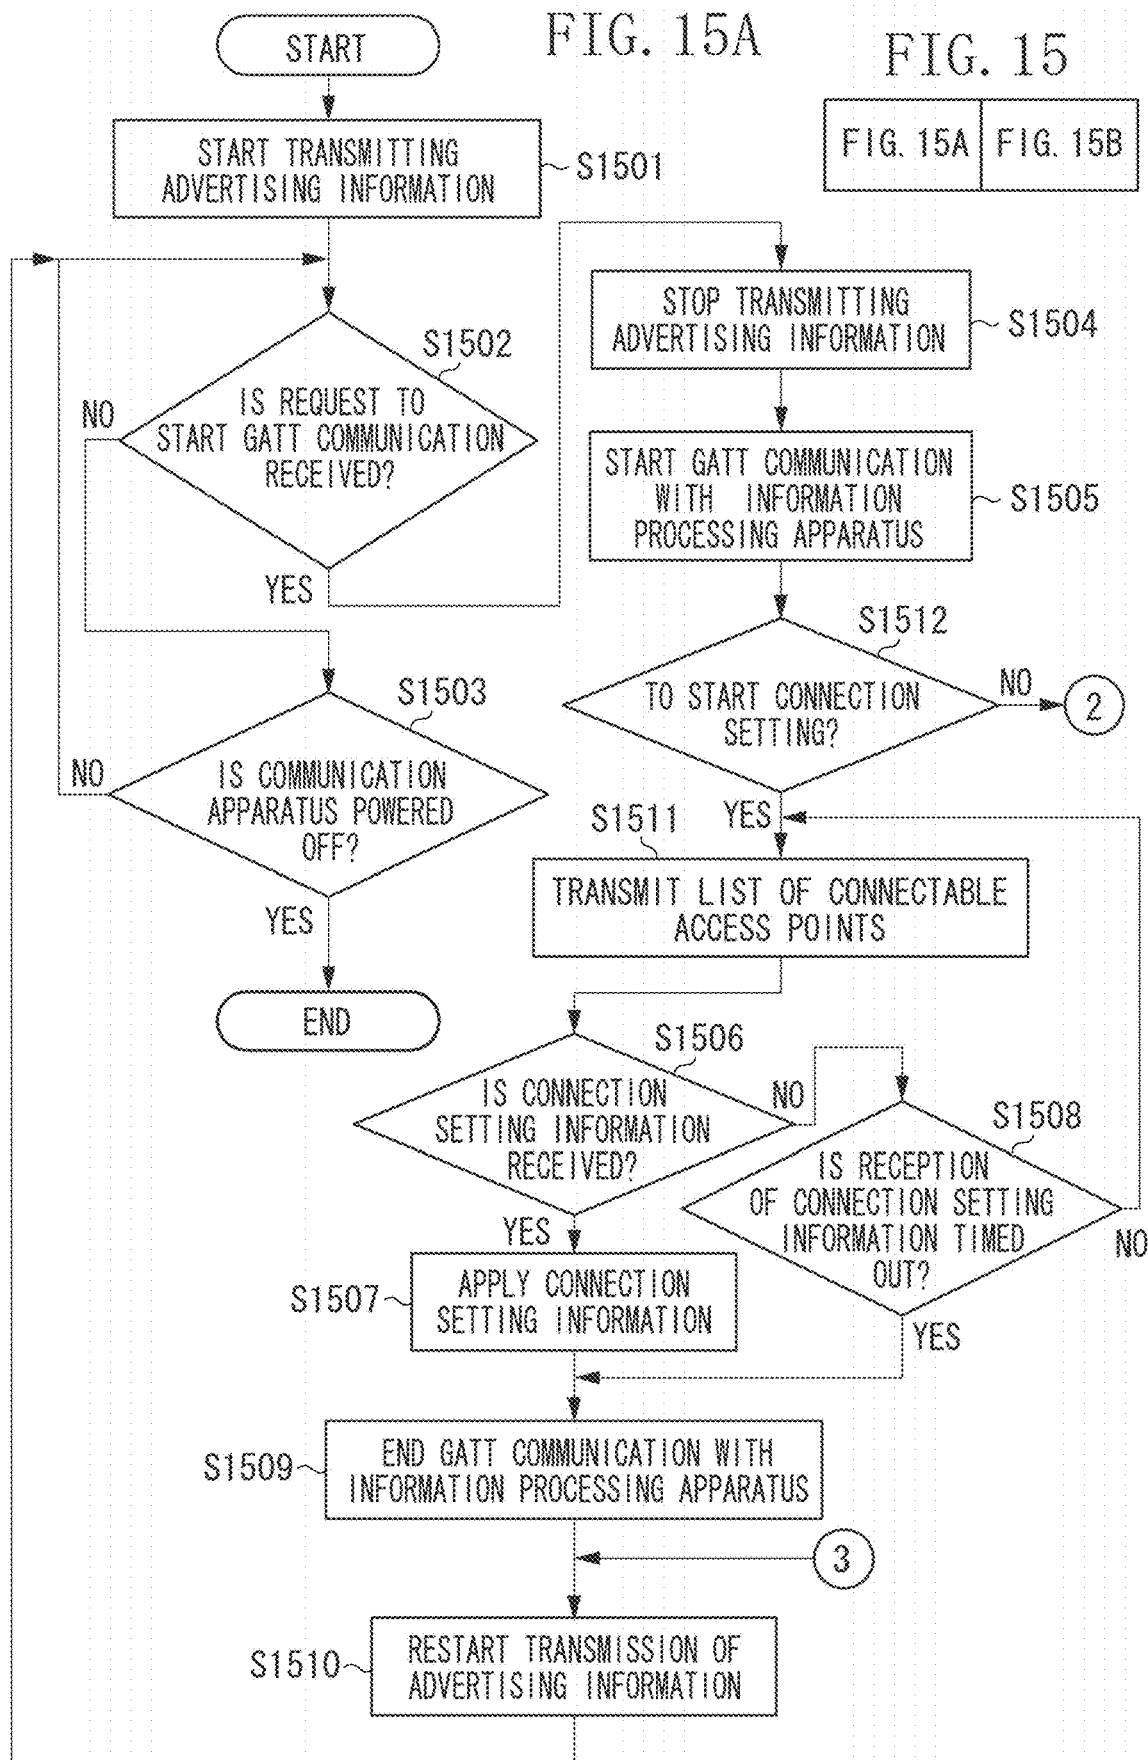 FIG. 15A
FIG. 15
FIG. 15A
FIG. 15B
START
START TRANSMITTING
ADVERTISING INFORMATION
S1501
S1502
IS REQUEST TO
START GATT COMMUNICATION
RECEIVED?
NO
YES
S1503
IS COMMUNICATION
APPARATUS POWERED
OFF?
NO
YES
END
STOP TRANSMITTING
ADVERTISING INFORMATION
S1504
START GATT COMMUNICATION
WITH INFORMATION
PROCESSING APPARATUS
S1505
S1512
TO START CONNECTION
SETTING?
NO
2
YES
S1511
TRANSMIT LIST OF CONNECTABLE
ACCESS POINTS
S1506
IS CONNECTION
SETTING INFORMATION
RECEIVED?
NO
YES
S1508
IS RECEPTION
OF CONNECTION SETTING
INFORMATION TIMED
OUT?
NO
YES
S1507
APPLY CONNECTION
SETTING INFORMATION
S1509
END GATT COMMUNICATION WITH
INFORMATION PROCESSING APPARATUS
3
S1510
RESTART TRANSMISSION OF
ADVERTISING INFORMATION